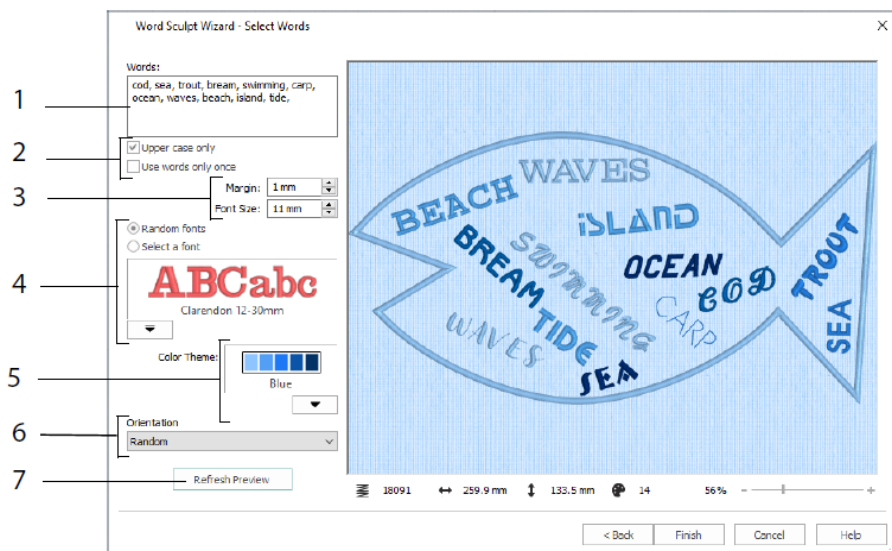 Word Sculpt Wizard - Select Words
1
Words:
cod, sea, trout, bream, swimming, carp,
ocean, waves, beach, island, tide,
2
Upper case only
Use words only once
3
Margin: 1 mm
Font Size: 11 mm
4
Random fonts
Select a font
ABCabc
Clarendon 12-30mm
5
Color Theme:
Blue
6
Orientation
Random
7
Refresh Preview
WAVES
BEACH
iSLAND
SWIMMING
BREAM
OCEAN
COD
TROUT
CARP
TIDE
WAVES
SEA
SEA
18091 259.9 mm 133.5 mm 14 56% - +
< Back Finish Cancel Help